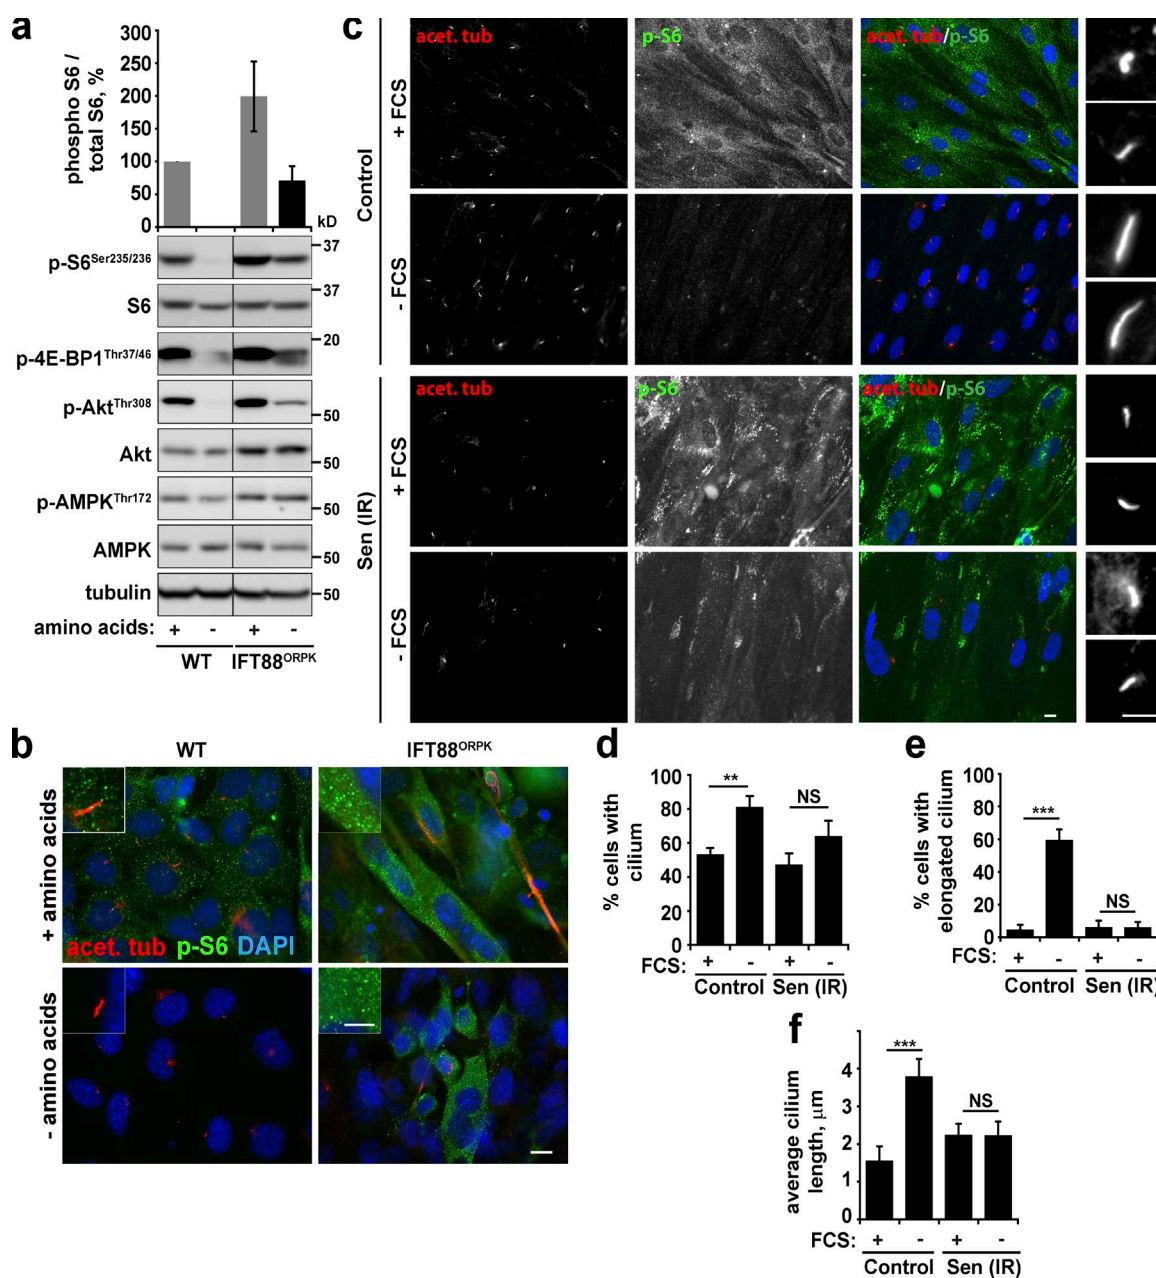 a
phospho S6 /
total S6, %
300
250
200
150
100
50
0
kD
p-S6Ser235/236
37
S6
37
p-4E-BP1Thr37/46
20
p-AktThr308
50
Akt
50
p-AMPKThr172
50
AMPK
50
tubulin
50
amino acids: + - + -
WT IFT88ORPK
b
WT IFT88ORPK
+ amino acids
acet. tub p-S6 DAPI
- amino acids
c
Control
+ FCS
acet. tub p-S6 acet. tub/p-S6
- FCS
Sen (IR)
+ FCS
acet. tub p-S6 acet. tub/p-S6
- FCS
d
% cells with
cilium
100
80
60
40
20
0
** NS
FCS: + - + -
Control Sen (IR)
e
% cells with
elongated cilium
100
80
60
40
20
0
*** NS
FCS: + - + -
Control Sen (IR)
f
average cilium
length, μm
4
3
2
1
0
*** NS
FCS: + - + -
Control Sen (IR)